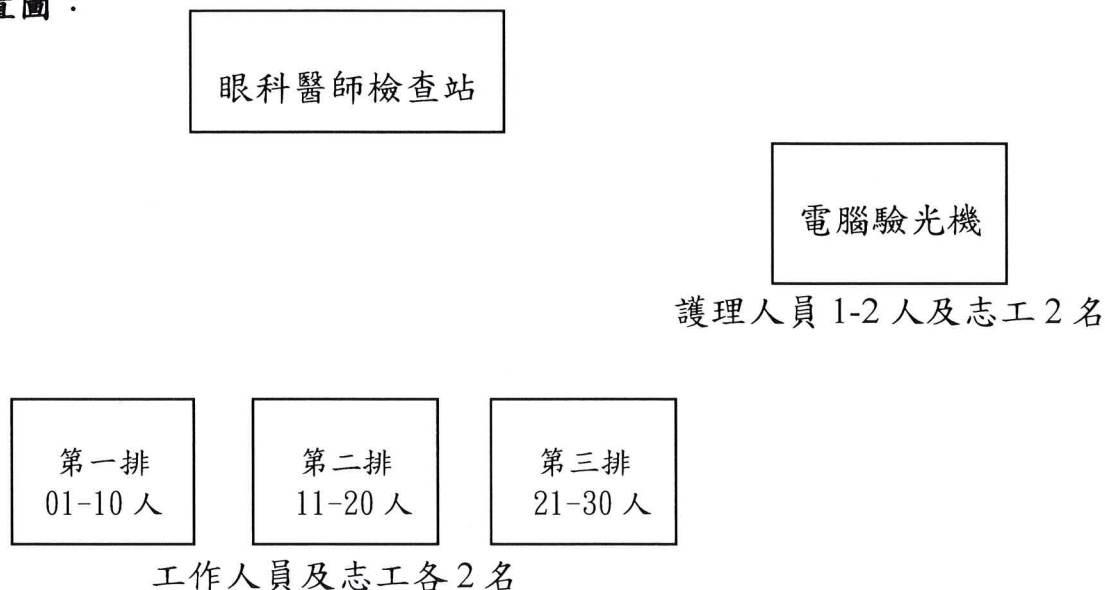 置圖：
眼科醫師檢查站
電腦驗光機
護理人員 1-2 人及志工 2 名
第一排
01-10 人
第二排
11-20 人
第三排
21-30 人
工作人員及志工各 2 名